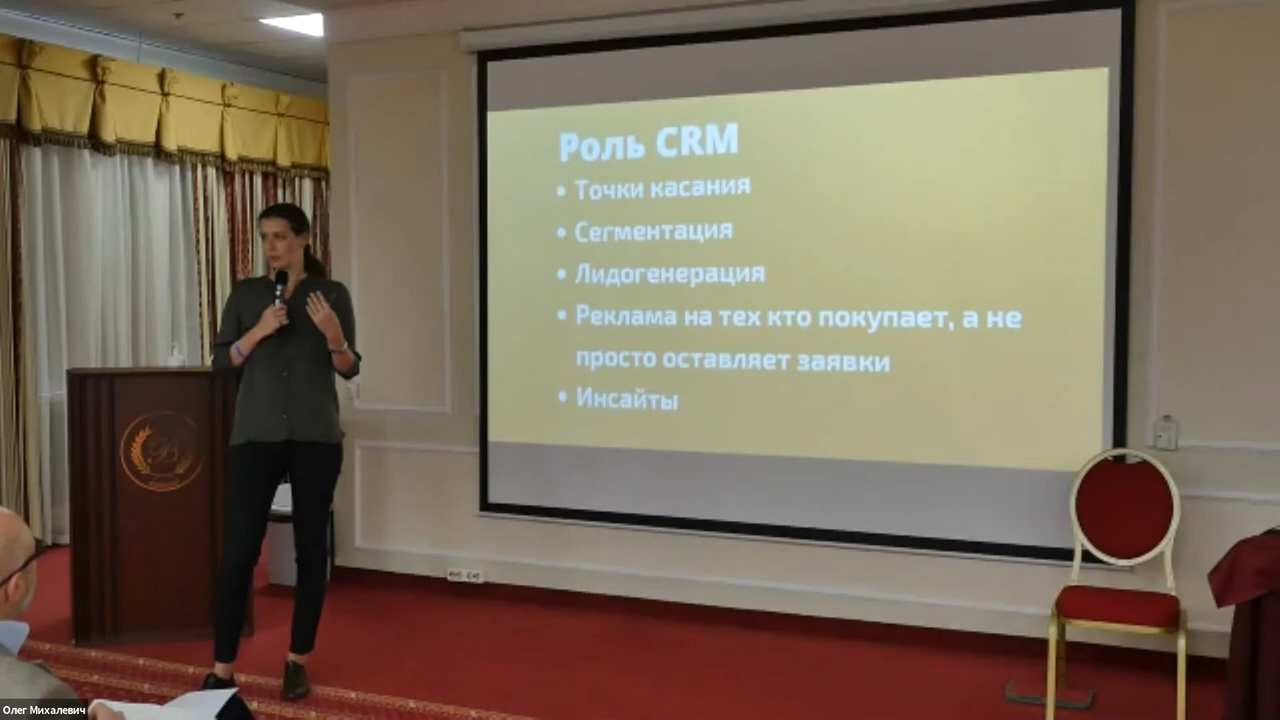 Роль CRM
• Точки касания
• Сегментация
• Лидогенерация
• Реклама на тех кто покупает, а не
просто оставляет заявки
• Инсайты
Олег Михалевич